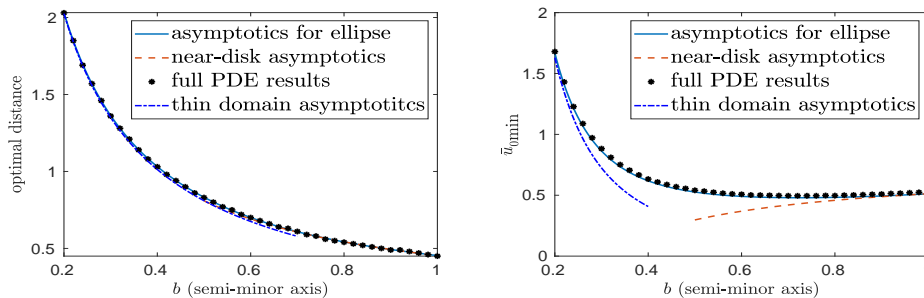 2
1.5
1
0.5
0.2
0.4
0.6
0.8
1
optimal distance
b (semi-minor axis)
asymptotics for ellipse
near-disk asymptotics
full PDE results
thin domain asymptotitcs
2
1.5
1
0.5
0
0.2
0.4
0.6
0.8
ū0min
b (semi-minor axis)
asymptotics for ellipse
near-disk asymptotics
full PDE results
thin domain asymptotjcs